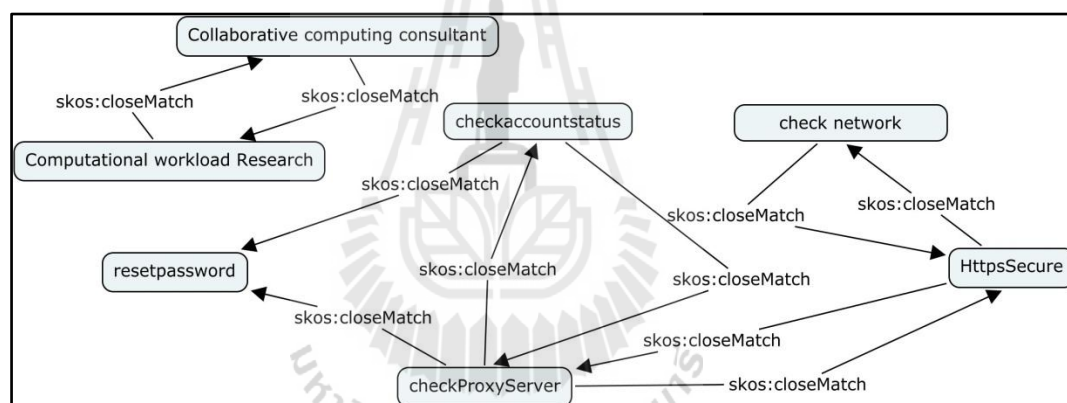 Collaborative computing consultant
skos:closeMatch
skos:closeMatch
Computational workload Research
checkaccountstatus
check network
skos:closeMatch
skos:closeMatch
skos:closeMatch
resetpassword
skos:closeMatch
skos:closeMatch
HttpsSecure
skos:closeMatch
skos:closeMatch
checkProxyServer
skos:closeMatch